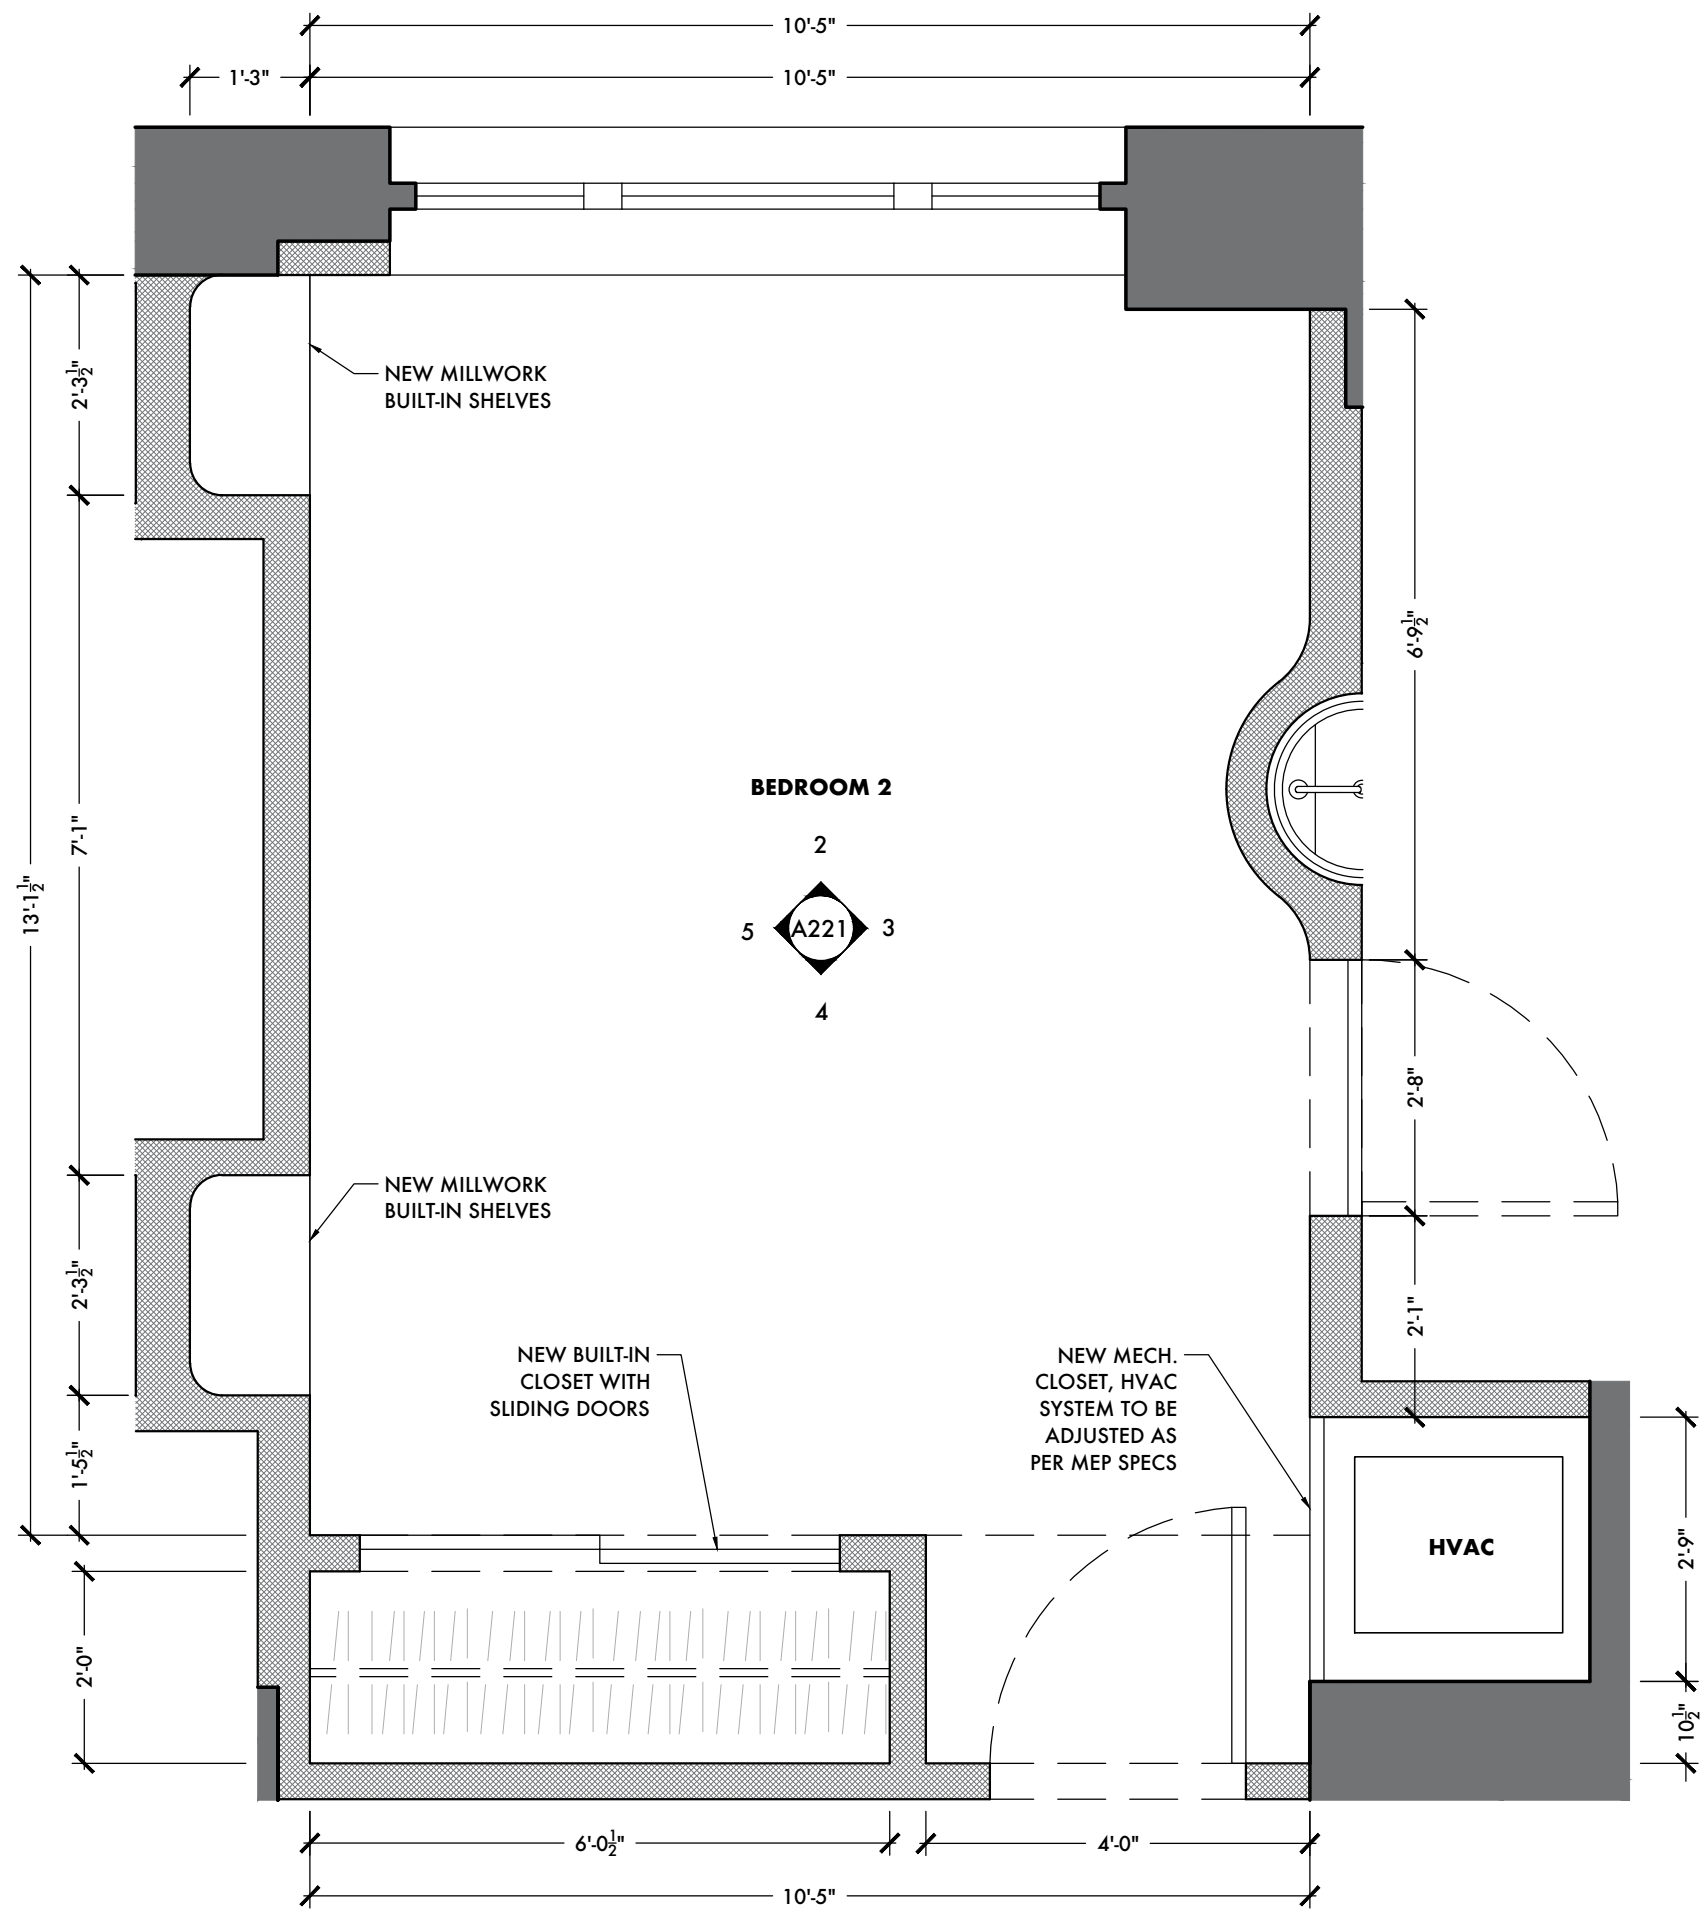 10'-5"
1'-3"
10'-5"
NEW MILLWORK
BUILT-IN SHELVES
2'-3½"
6'-9½"
7'-1"
13'-1½"
BEDROOM 2
2
5
A221
3
4
2'-8"
NEW MILLWORK
BUILT-IN SHELVES
2'-3½"
2'-1"
NEW BUILT-IN
CLOSET WITH
SLIDING DOORS
NEW MECH.
CLOSET, HVAC
SYSTEM TO BE
ADJUSTED AS
PER MEP SPECS
1'-5½"
HVAC
2'-9"
2'-0"
10½"
6'-0½"
4'-0"
10'-5"